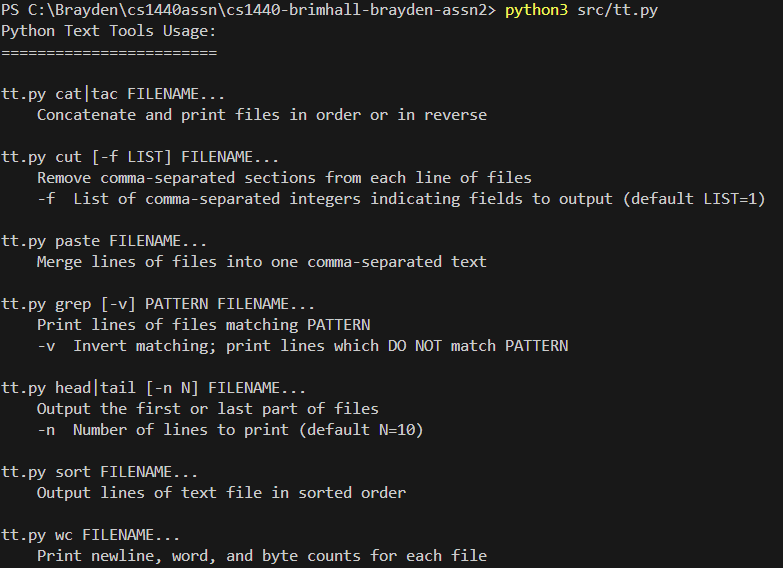 PS C:\Brayden\cs1440assn\cs1440-brimhall-brayden-assn2> python3 src/tt.py
Python Text Tools Usage:
========================

tt.py cat|tac FILENAME...
    Concatenate and print files in order or in reverse

tt.py cut [-f LIST] FILENAME...
    Remove comma-separated sections from each line of files
    -f  List of comma-separated integers indicating fields to output (default LIST=1)

tt.py paste FILENAME...
    Merge lines of files into one comma-separated text

tt.py grep [-v] PATTERN FILENAME...
    Print lines of files matching PATTERN
    -v  Invert matching; print lines which DO NOT match PATTERN

tt.py head|tail [-n N] FILENAME...
    Output the first or last part of files
    -n  Number of lines to print (default N=10)

tt.py sort FILENAME...
    Output lines of text file in sorted order

tt.py wc FILENAME...
    Print newline, word, and byte counts for each file